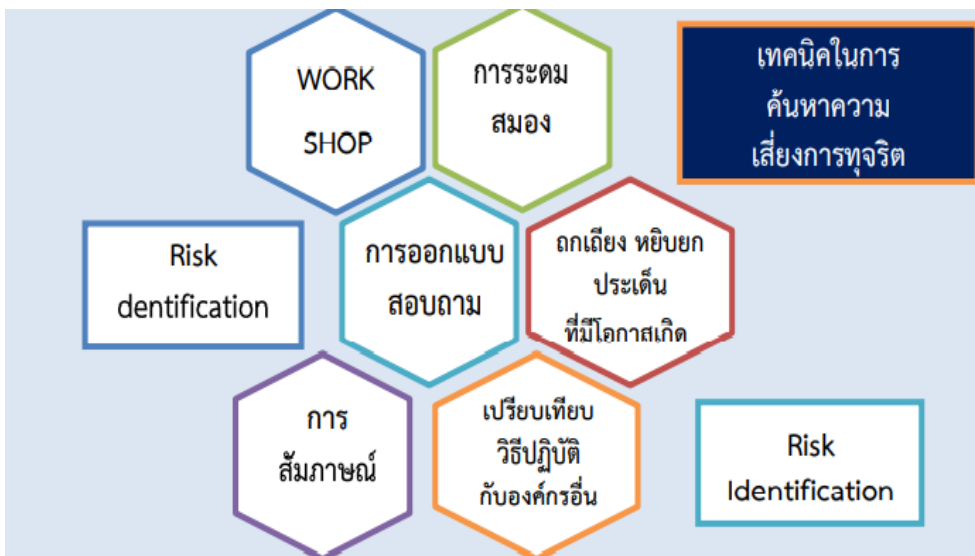 WORK
SHOP
การระดม
สมอง
เทคนิคในการ
ค้นหาความ
เสี่ยงการทุจริต
Risk
dentification
การออกแบบ
สอบถาม
ถกเถียง หยิบยก
ประเด็น
ที่มีโอกาสเกิด
การ
สัมภาษณ์
เปรียบเทียบ
วิธีปฏิบัติ
กับองค์กรอื่น
Risk
Identification